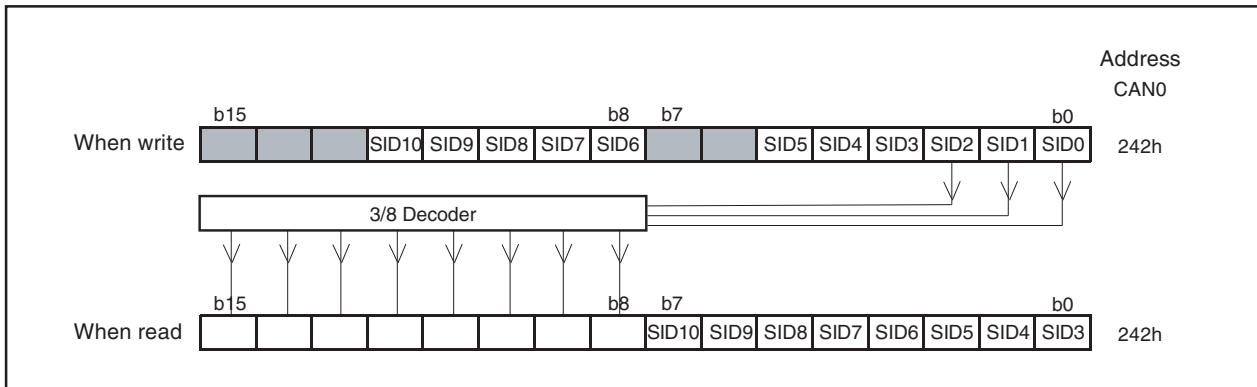 Address
CAN0
b15 b8 b7 b0
When write SID10 SID9 SID8 SID7 SID6 SID5 SID4 SID3 SID2 SID1 SID0 242h
3/8 Decoder
b15 b8 b7 b0
When read SID10 SID9 SID8 SID7 SID6 SID5 SID4 SID3 242h